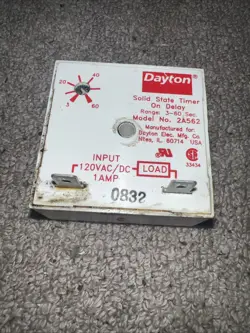 Dayton
Solid State Timer
On Delay
Range: 3-60 Sec.
Model No. 2A562
40
3
60
Manufactured for:
Dayton Elec. Mfg. Co.
Niles, IL. 60714 USA
INPUT
120VAC/DC
LOAD
1AMP
33434
0832